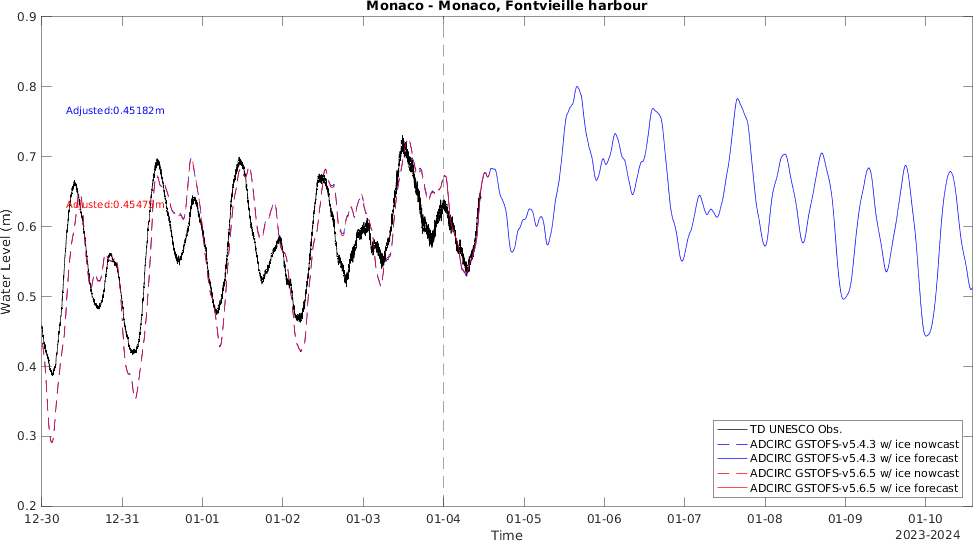 Monaco - Monaco, Fontvieille harbour
0.9
0.8
0.7
0.6
0.5
0.4
0.3
0.2
Water Level (m)
Adjusted:0.45182m
Adjusted:0.45475m
TD UNESCO Obs.
ADCIRC GSTOFS-v5.4.3 w/ ice nowcast
ADCIRC GSTOFS-v5.4.3 w/ ice forecast
ADCIRC GSTOFS-v5.6.5 w/ ice nowcast
ADCIRC GSTOFS-v5.6.5 w/ ice forecast
12-30 12-31 01-01 01-02 01-03 01-04 01-05 01-06 01-07 01-08 01-09 01-10
Time
2023-2024